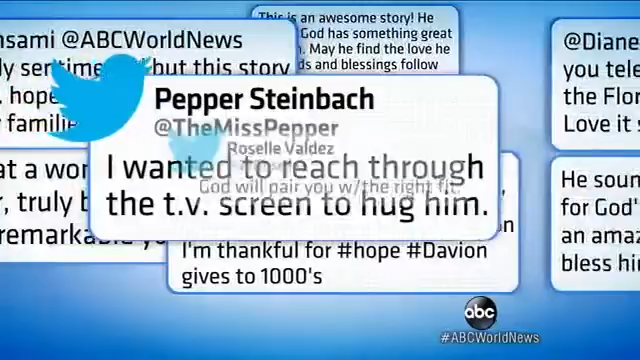 This is an awesome story! He
God has something great
May he find the love he
and blessings follow
nsami @ABCWorldNews
but this story
hope
familie
@Diane
you tele
the Flor
Love it s
Pepper Steinbach
@TheMissPepper
Roselle Valdez
I wanted to reach through
God will pair you w/the right fit.
the t.v. screen to hug him.
at a wor
r, truly b
remarkable yo
I'm thankful for #hope #Davion
gives to 1000's
He soun
for God'
an amaz
bless hi
abc
#ABCWorldNews